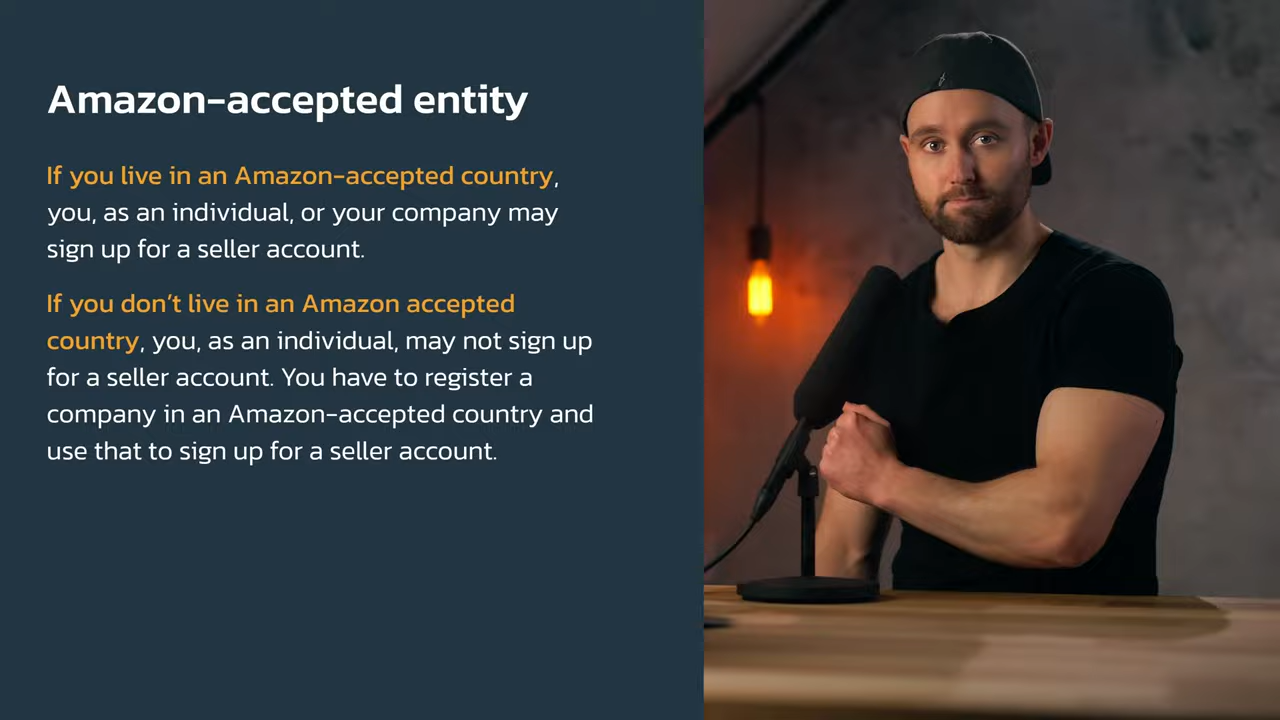 Amazon-accepted entity
If you live in an Amazon-accepted country,
you, as an individual, or your company may
sign up for a seller account.
If you don’t live in an Amazon accepted
country, you, as an individual, may not sign up
for a seller account. You have to register a
company in an Amazon-accepted country and
use that to sign up for a seller account.